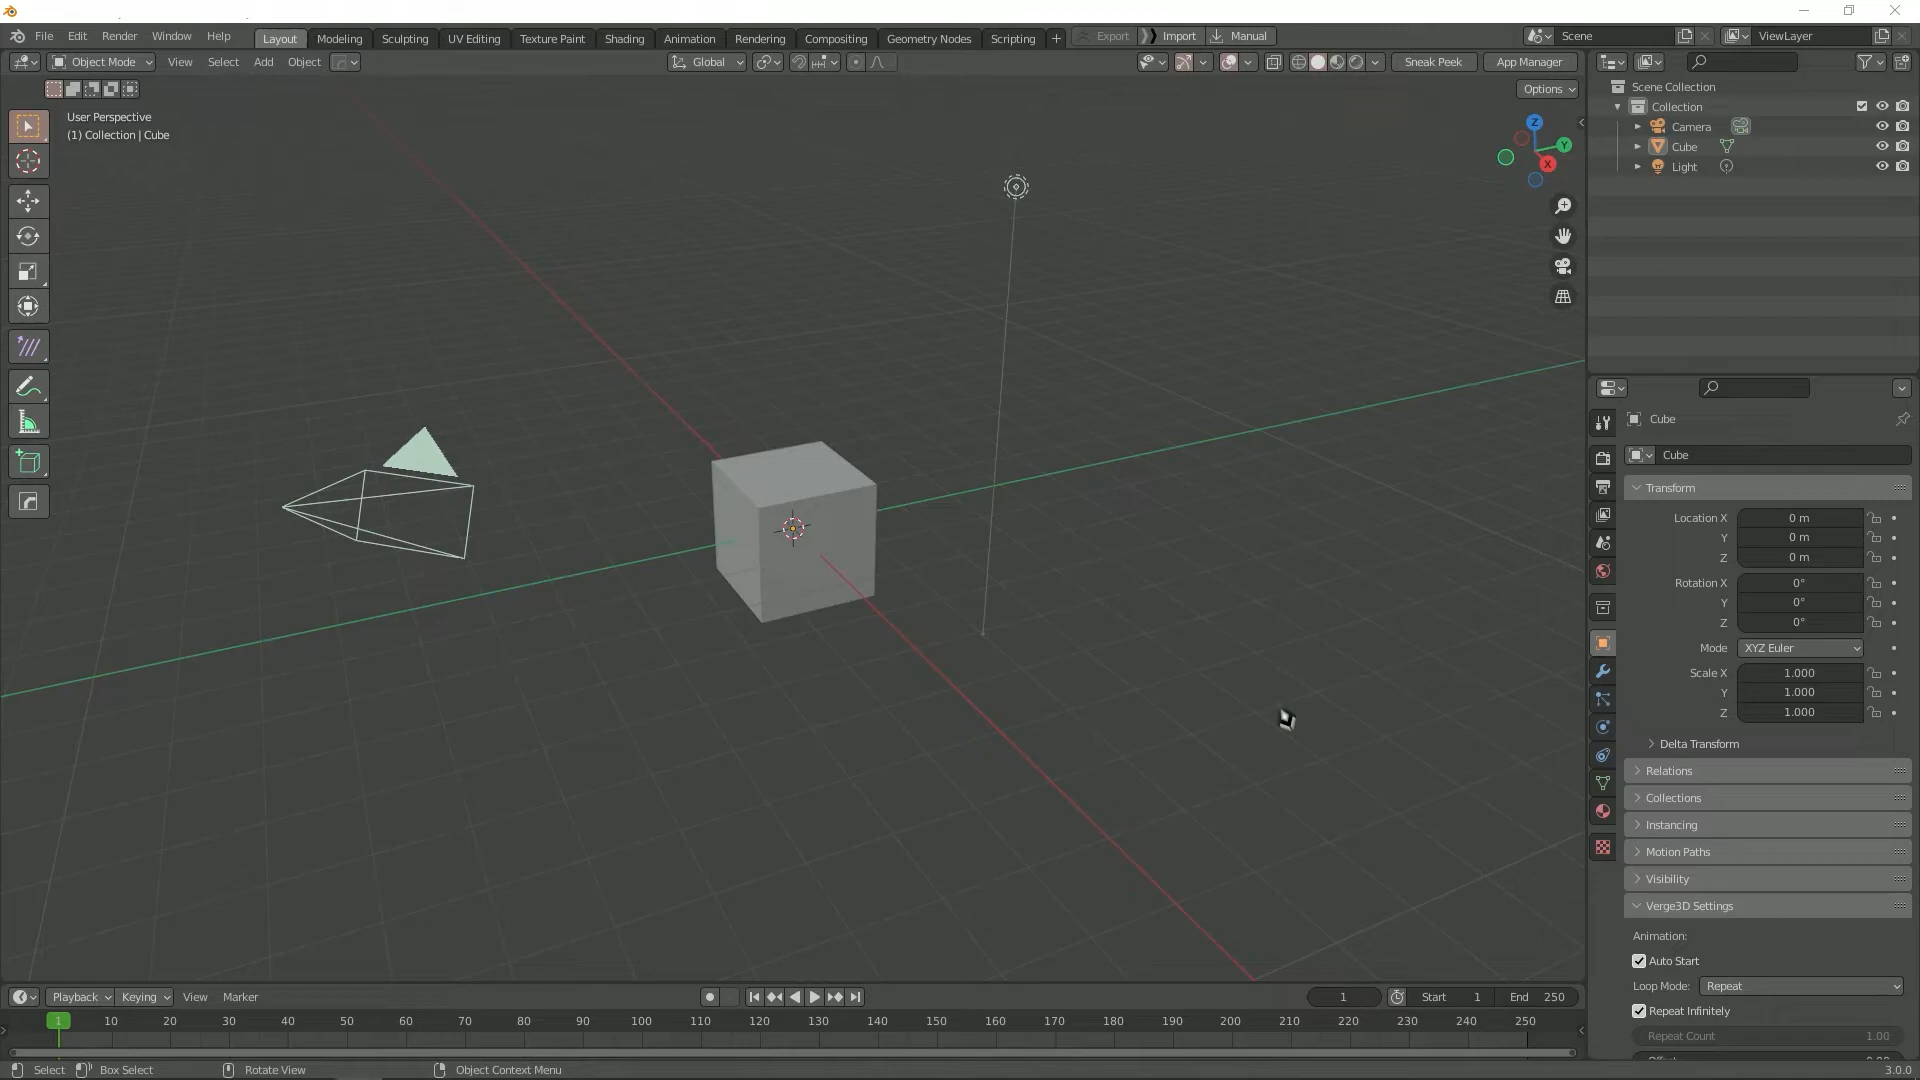 File Edit Render Window Help Layout Modeling Sculpting UV Editing Texture Paint Shading Animation Rendering Compositing Geometry Nodes Scripting + Export Import Manual Scene ViewLayer
Object Mode View Select Add Object Global Sneak Peek App Manager
Options
User Perspective
(1) Collection | Cube
Z
Y
X
Scene Collection
Collection
Camera
Cube
Light
Cube
Cube
Transform
Location X 0 m
Y 0 m
Z 0 m
Rotation X 0°
Y 0°
Z 0°
Mode XYZ Euler
Scale X 1.000
Y 1.000
Z 1.000
Delta Transform
Relations
Collections
Instancing
Motion Paths
Visibility
Verge3D Settings
Animation:
Auto Start
Loop Mode: Repeat
Repeat Infinitely
Repeat Count 1.00
Playback Keying View Marker 1 Start 1 End 250
1 10 20 30 40 50 60 70 80 90 100 110 120 130 140 150 160 170 180 190 200 210 220 230 240 250
Select Box Select Rotate View Object Context Menu 3.0.0